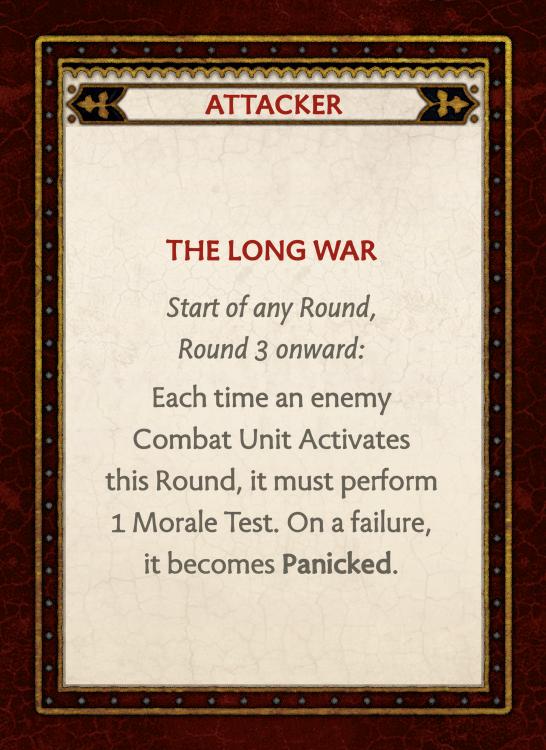 ATTACKER
THE LONG WAR
Start of any Round,
Round 3 onward:
Each time an enemy
Combat Unit Activates
this Round, it must perform
1 Morale Test. On a failure,
it becomes Panicked.